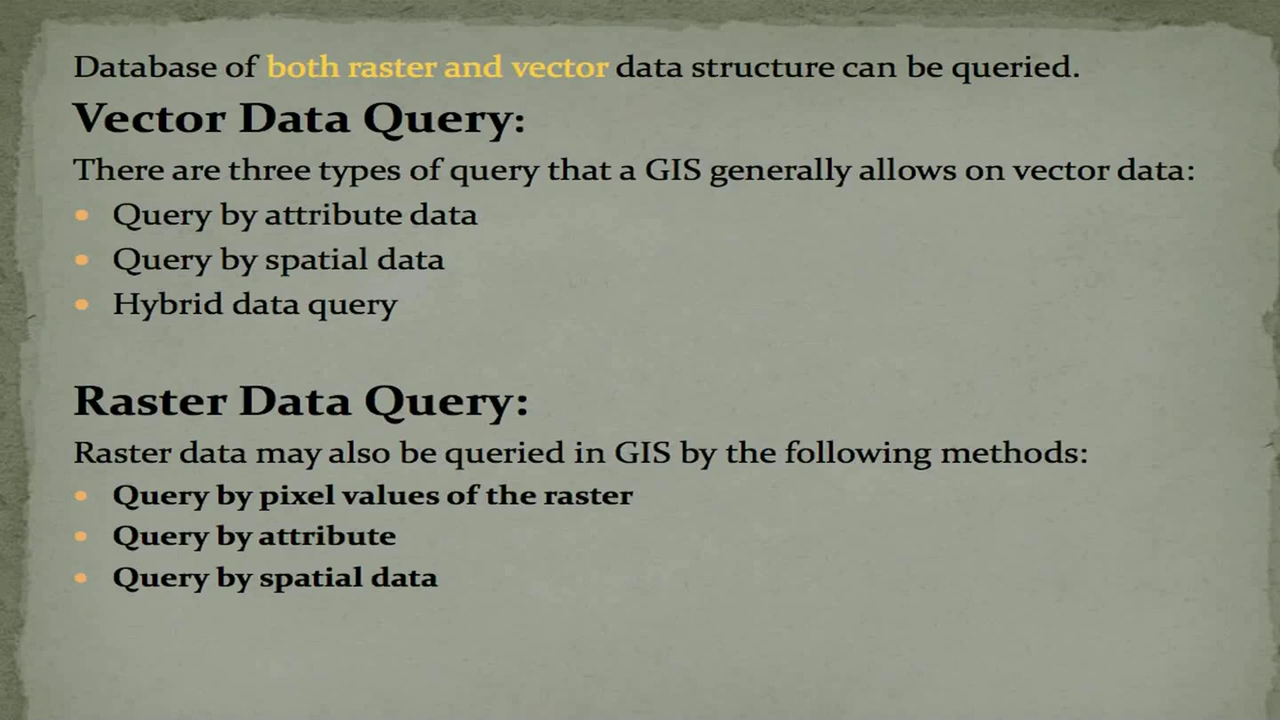 Database of both raster and vector data structure can be queried.
Vector Data Query:
There are three types of query that a GIS generally allows on vector data:
• Query by attribute data
• Query by spatial data
• Hybrid data query
Raster Data Query:
Raster data may also be queried in GIS by the following methods:
• Query by pixel values of the raster
• Query by attribute
• Query by spatial data